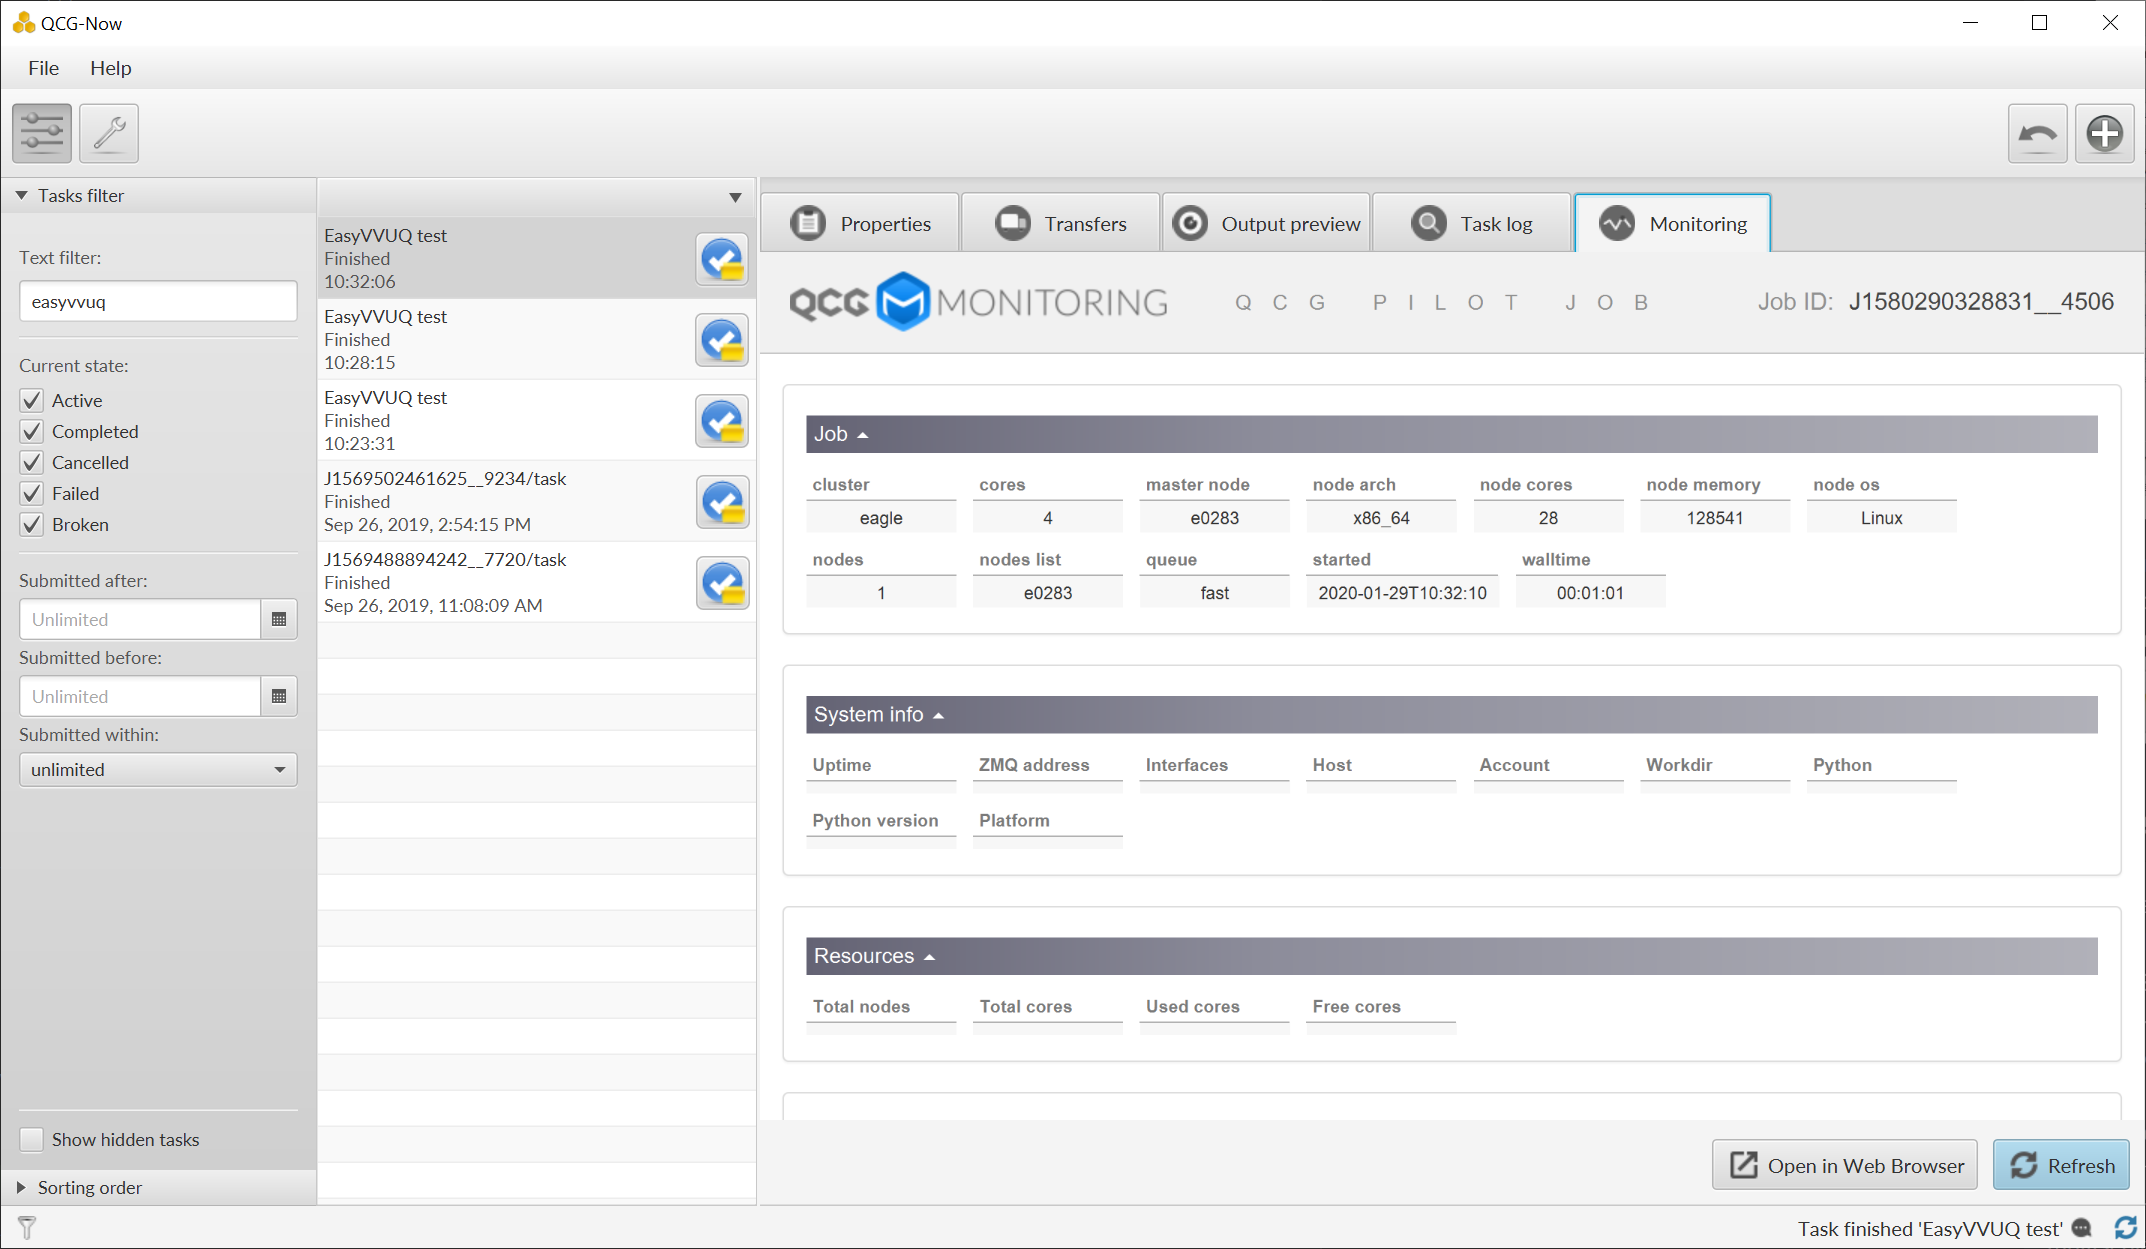 QCG-Now
File Help
Tasks filter
Text filter:
easyvvuq
Current state:
Active
Completed
Cancelled
Failed
Broken
Submitted after:
Unlimited
Submitted before:
Unlimited
Submitted within:
unlimited
Show hidden tasks
Sorting order
EasyVVUQ test
Finished
10:32:06
EasyVVUQ test
Finished
10:28:15
EasyVVUQ test
Finished
10:23:31
J1569502461625__9234/task
Finished
Sep 26, 2019, 2:54:15 PM
J1569488894242__7720/task
Finished
Sep 26, 2019, 11:08:09 AM
Properties Transfers Output preview Task log Monitoring
QCG MONITORING QCG PILOT JOB Job ID: J1580290328831__4506
Job
cluster cores master node node arch node cores node memory node os
eagle 4 e0283 x86_64 28 128541 Linux
nodes nodes list queue started walltime
1 e0283 fast 2020-01-29T10:32:10 00:01:01
System info
Uptime ZMQ address Interfaces Host Account Workdir Python
Python version Platform
Resources
Total nodes Total cores Used cores Free cores
Open in Web Browser Refresh
Task finished 'EasyVVUQ test'